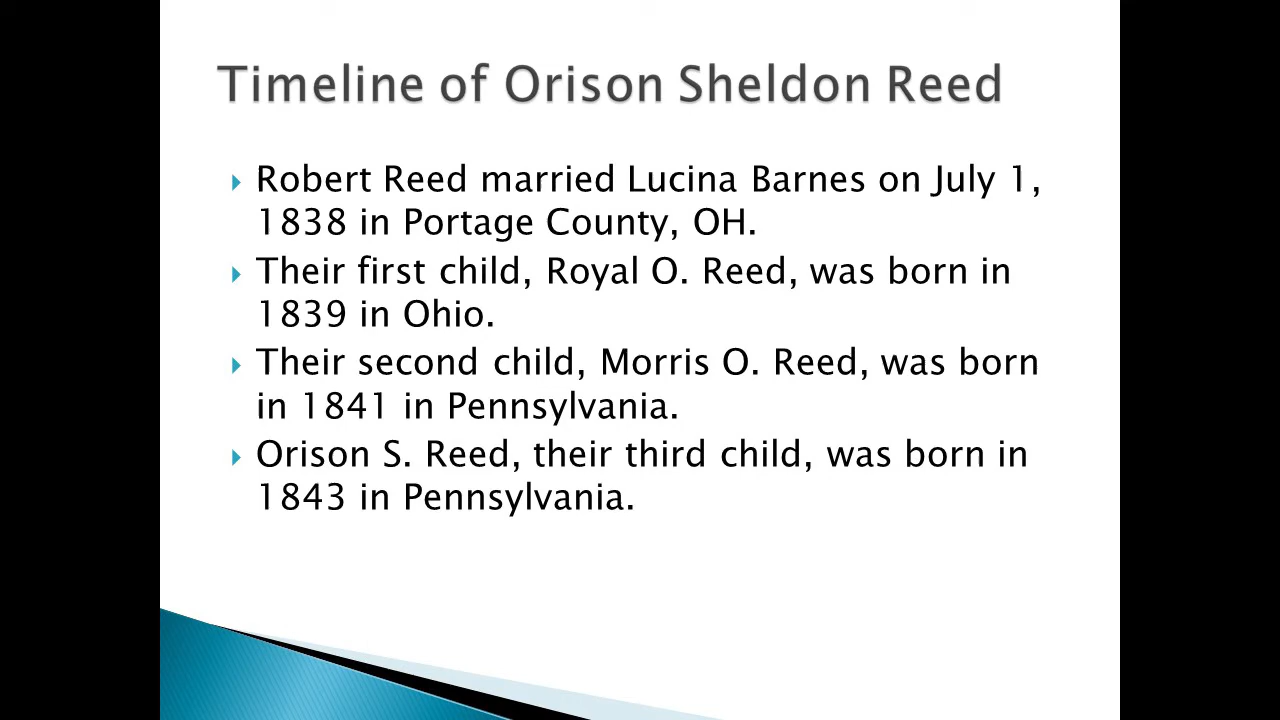 Timeline of Orison Sheldon Reed
Robert Reed married Lucina Barnes on July 1,
1838 in Portage County, OH.
Their first child, Royal O. Reed, was born in
1839 in Ohio.
Their second child, Morris O. Reed, was born
in 1841 in Pennsylvania.
Orison S. Reed, their third child, was born in
1843 in Pennsylvania.